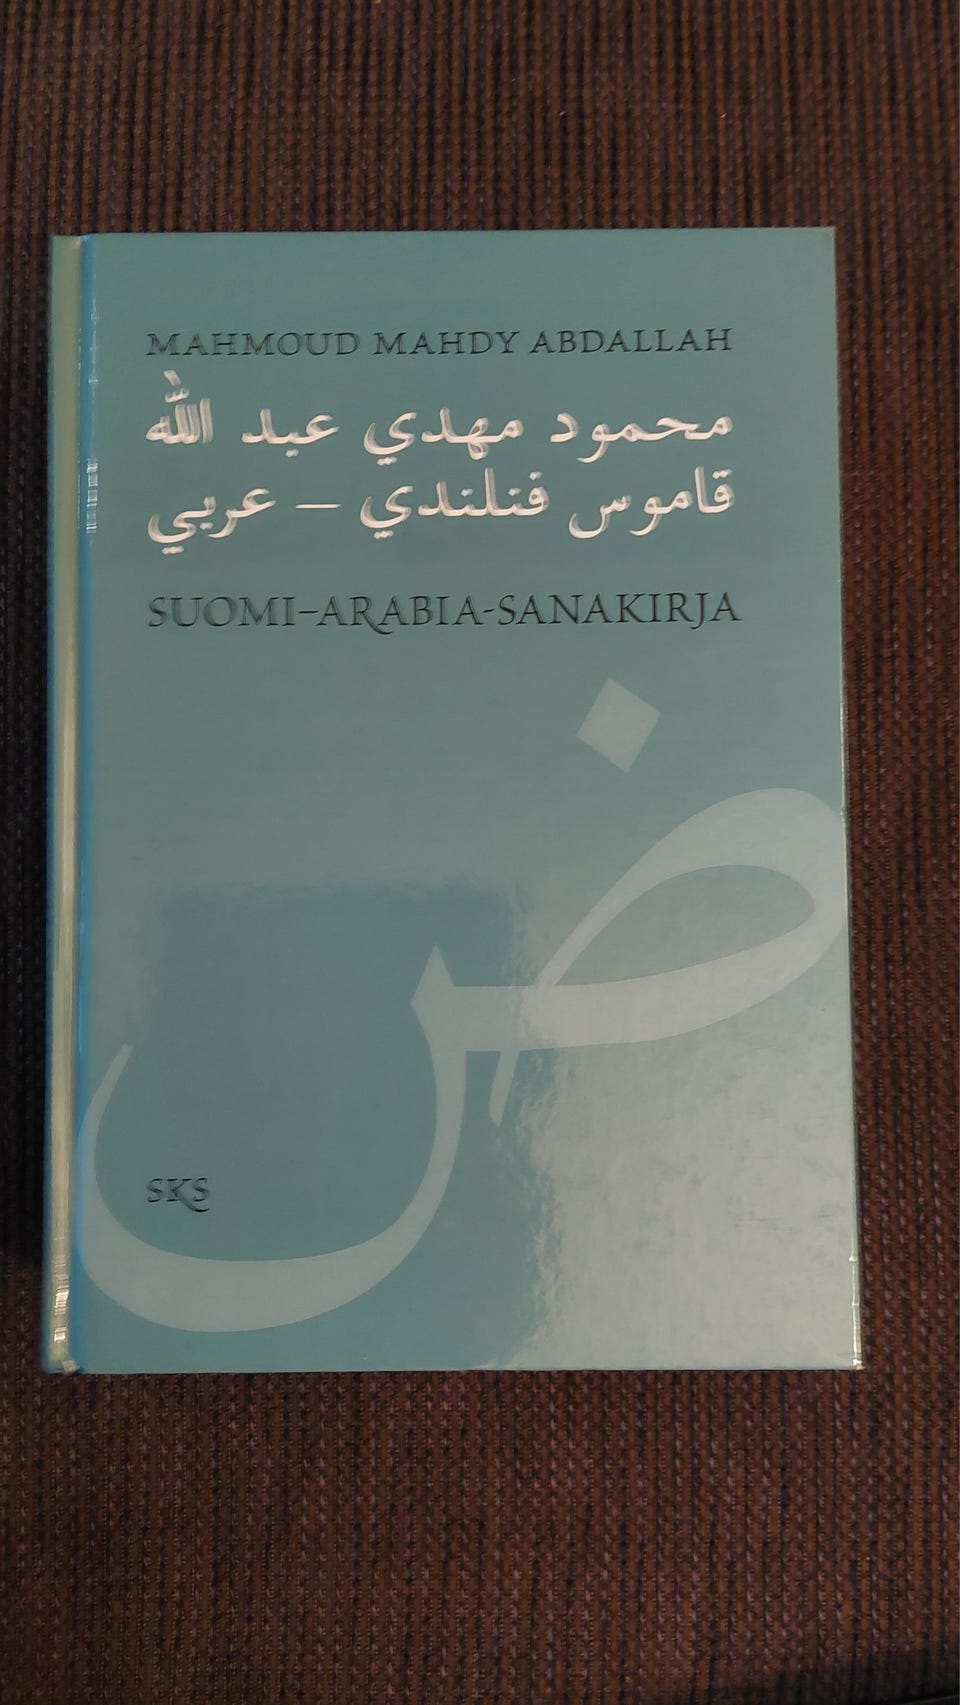 MAHMOUD MAHDY ABDALLAH
محمود مهدي عبد الله
قاموس فنلندي – عربي
SUOMI–ARABIA-SANAKIRJA
ض
SKS